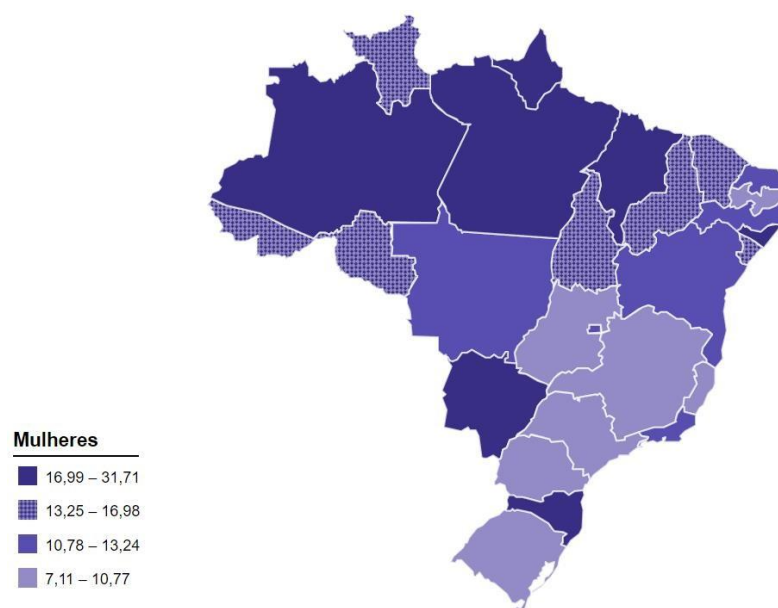 Mulheres
16,99 – 31,71
13,25 – 16,98
10,78 – 13,24
7,11 – 10,77